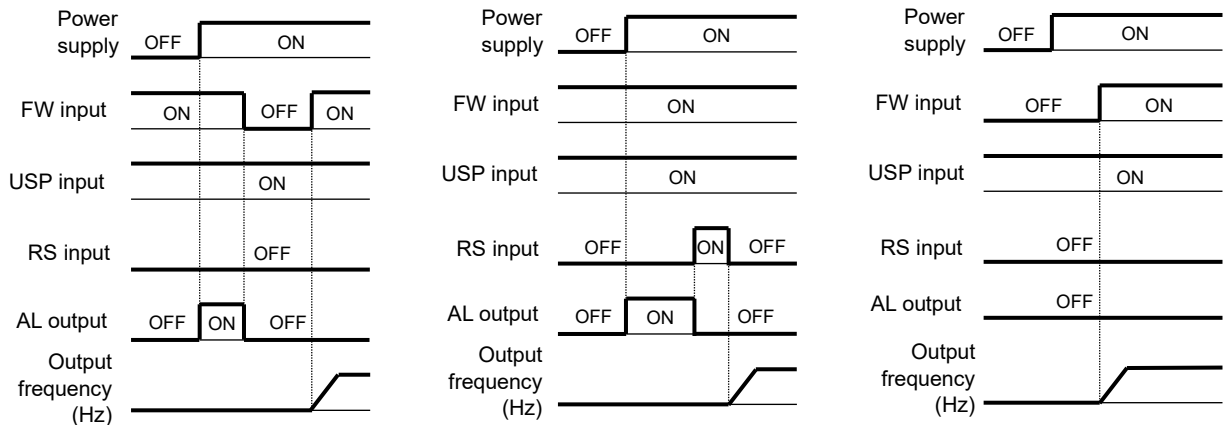 Power
supply
OFF
ON
FW input
ON
OFF
ON
USP input
ON
RS input
OFF
AL output
OFF
ON
OFF
Output
frequency
(Hz)
Power
supply
OFF
ON
FW input
ON
USP input
ON
RS input
OFF
ON
OFF
AL output
OFF
ON
OFF
Output
frequency
(Hz)
Power
supply
OFF
ON
FW input
OFF
ON
USP input
ON
RS input
OFF
AL output
OFF
Output
frequency
(Hz)